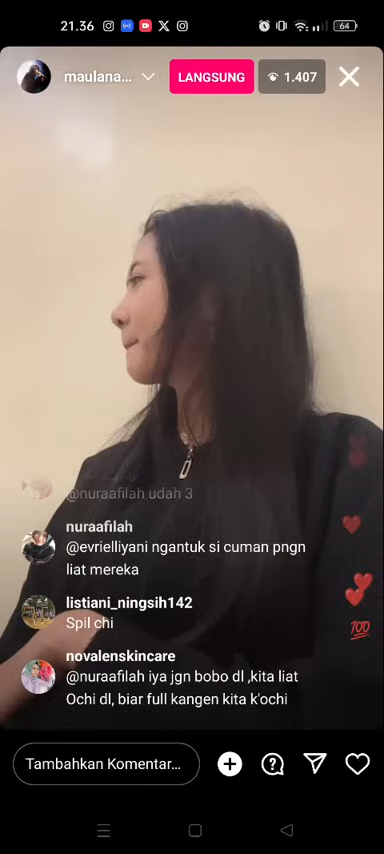 21.36
64
maulana...
LANGSUNG
1.407
@nuraafilah udah 3
nuraafilah
@evrielliyani ngantuk si cuman pngn
liat mereka
listiani_ningsih142
Spil chi
novalenskincare
@nuraafilah iya jgn bobo dl ,kita liat
Ochi dl, biar full kangen kita k'ochi
100
Tambahkan Komentar...